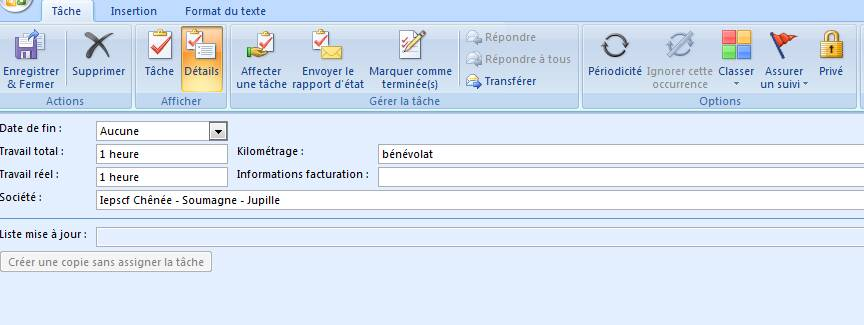 Tâche Insertion Format du texte
Enregistrer & Fermer
Supprimer
Actions
Tâche
Détails
Afficher
Affecter une tâche
Envoyer le rapport d'état
Marquer comme terminée(s)
Répondre
Répondre à tous
Transférer
Gérer la tâche
Périodicité
Ignorer cette occurrence
Classer
Assurer un suivi
Privé
Options
Date de fin : Aucune
Travail total : 1 heure Kilométrage : bénévolat
Travail réel : 1 heure Informations facturation :
Société : Iepscf Chênée - Soumagne - Jupille
Liste mise à jour :
Créer une copie sans assigner la tâche